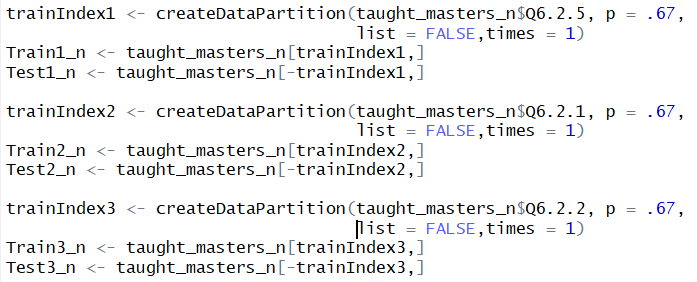 trainIndex1 <- createDataPartition(taught_masters_n$Q6.2.5, p = .67,
list = FALSE,times = 1)
Train1_n <- taught_masters_n[trainIndex1,]
Test1_n <- taught_masters_n[-trainIndex1,]
trainIndex2 <- createDataPartition(taught_masters_n$Q6.2.1, p = .67,
list = FALSE,times = 1)
Train2_n <- taught_masters_n[trainIndex2,]
Test2_n <- taught_masters_n[-trainIndex2,]
trainIndex3 <- createDataPartition(taught_masters_n$Q6.2.2, p = .67,
list = FALSE,times = 1)
Train3_n <- taught_masters_n[trainIndex3,]
Test3_n <- taught_masters_n[-trainIndex3,]